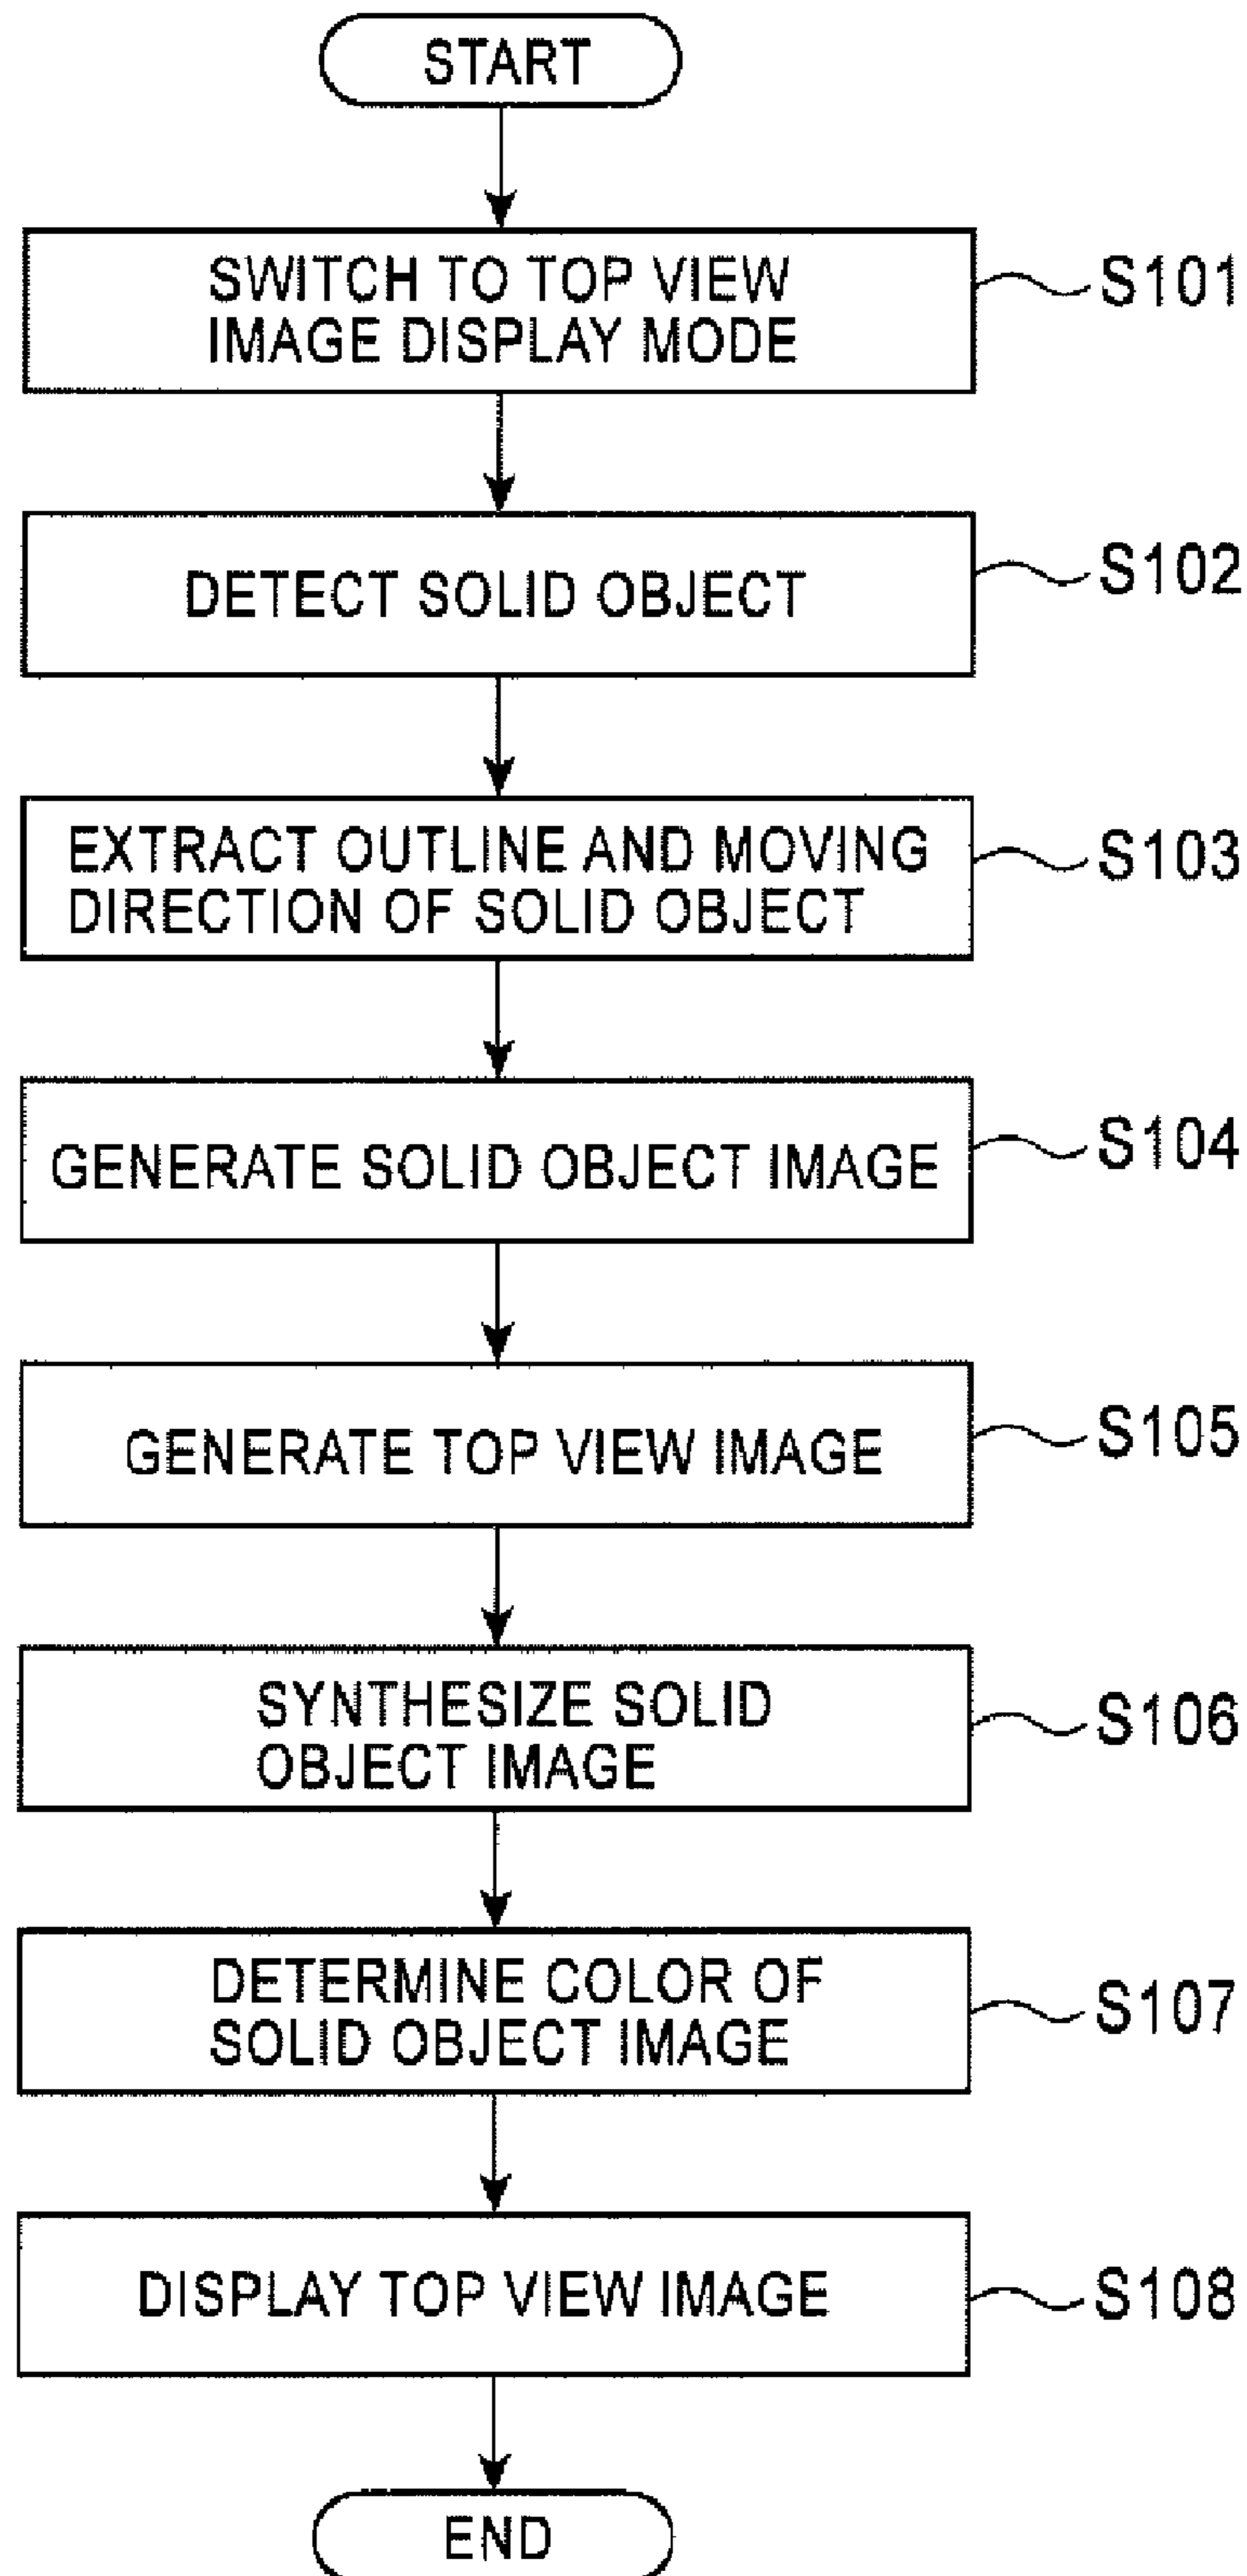 START
SWITCH TO TOP VIEW
IMAGE DISPLAY MODE
S101
DETECT SOLID OBJECT
S102
EXTRACT OUTLINE AND MOVING
DIRECTION OF SOLID OBJECT
S103
GENERATE SOLID OBJECT IMAGE
S104
GENERATE TOP VIEW IMAGE
S105
SYNTHESIZE SOLID
OBJECT IMAGE
S106
DETERMINE COLOR OF
SOLID OBJECT IMAGE
S107
DISPLAY TOP VIEW IMAGE
S108
END